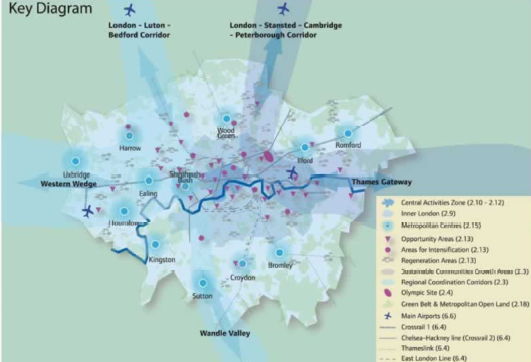 Key Diagram
London - Luton -
Bedford Corridor
London - Stansted - Cambridge
- Peterborough Corridor
Wood
Green
Harrow
Romford
Ilford
Uxbridge
Western Wedge
Shepherds
Bush
Ealing
Thames Gateway
Hounslow
Kingston
Croydon
Bromley
Sutton
Wandle Valley
Central Activities Zone (2.10 - 2.12)
Inner London (2.9)
Metropolitan Centres (2.15)
Opportunity Areas (2.13)
Areas for Intensification (2.13)
Regeneration Areas (2.13)
Sustainable Communities Growth Areas (2.3)
Regional Coordination Corridors (2.3)
Olympic Site (2.4)
Green Belt & Metropolitan Open Land (2.18)
Main Airports (6.6)
Crossrail 1 (6.4)
Chelsea-Hackney line (Crossrail 2) (6.4)
Thameslink (6.4)
East London Line (6.4)